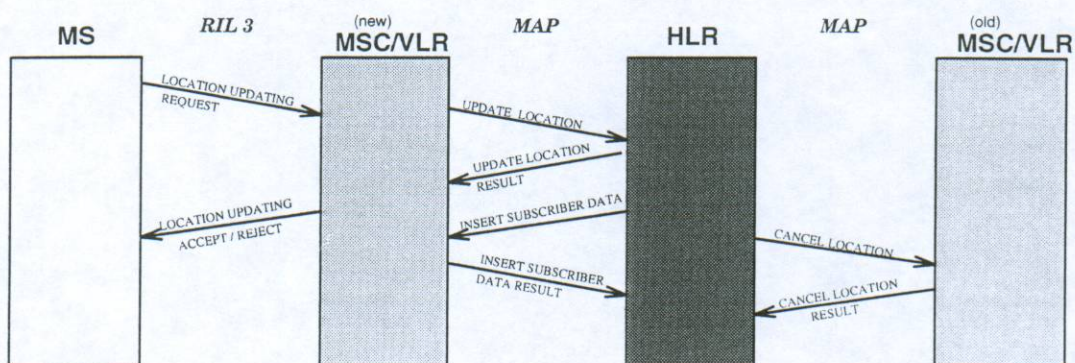 MS
RIL 3
(new)
MSC/VLR
MAP
HLR
MAP
(old)
MSC/VLR
LOCATION UPDATING
REQUEST
UPDATE LOCATION
UPDATE LOCATION
RESULT
LOCATION UPDATING
ACCEPT / REJECT
INSERT SUBSCRIBER DATA
CANCEL LOCATION
INSERT SUBSCRIBER
DATA RESULT
CANCEL LOCATION
RESULT